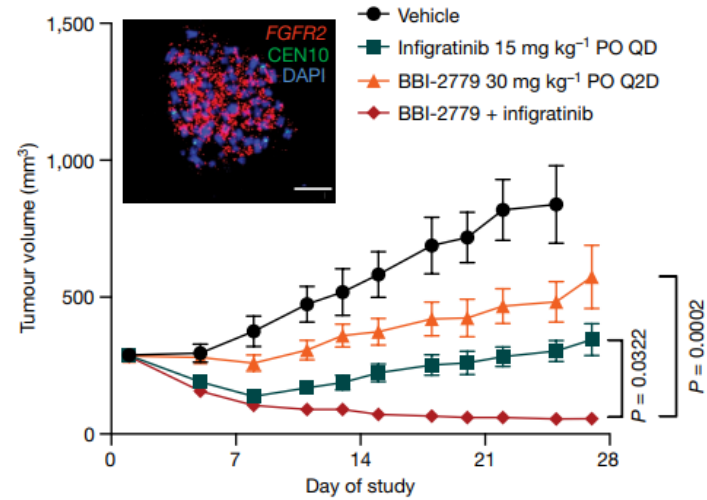 1,500
1,000
500
0
Tumour volume (mm³)
FGFR2
CEN10
DAPI
Vehicle
Infigratinib 15 mg kg⁻¹ PO QD
BBI-2779 30 mg kg⁻¹ PO Q2D
BBI-2779 + infigratinib
P = 0.0322
P = 0.0002
0 7 14 21 28
Day of study